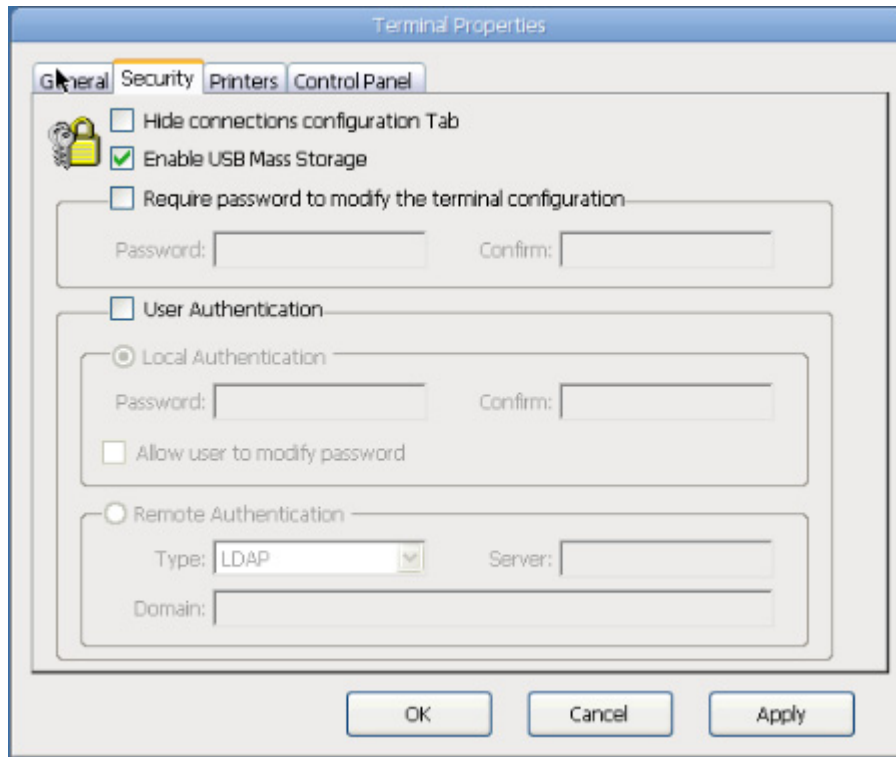 Terminal Properties
General Security Printers Control Panel
Hide connections configuration Tab
Enable USB Mass Storage
Require password to modify the terminal configuration
Password: Confirm:
User Authentication
Local Authentication
Password: Confirm:
Allow user to modify password
Remote Authentication
Type: LDAP Server:
Domain:
OK Cancel Apply